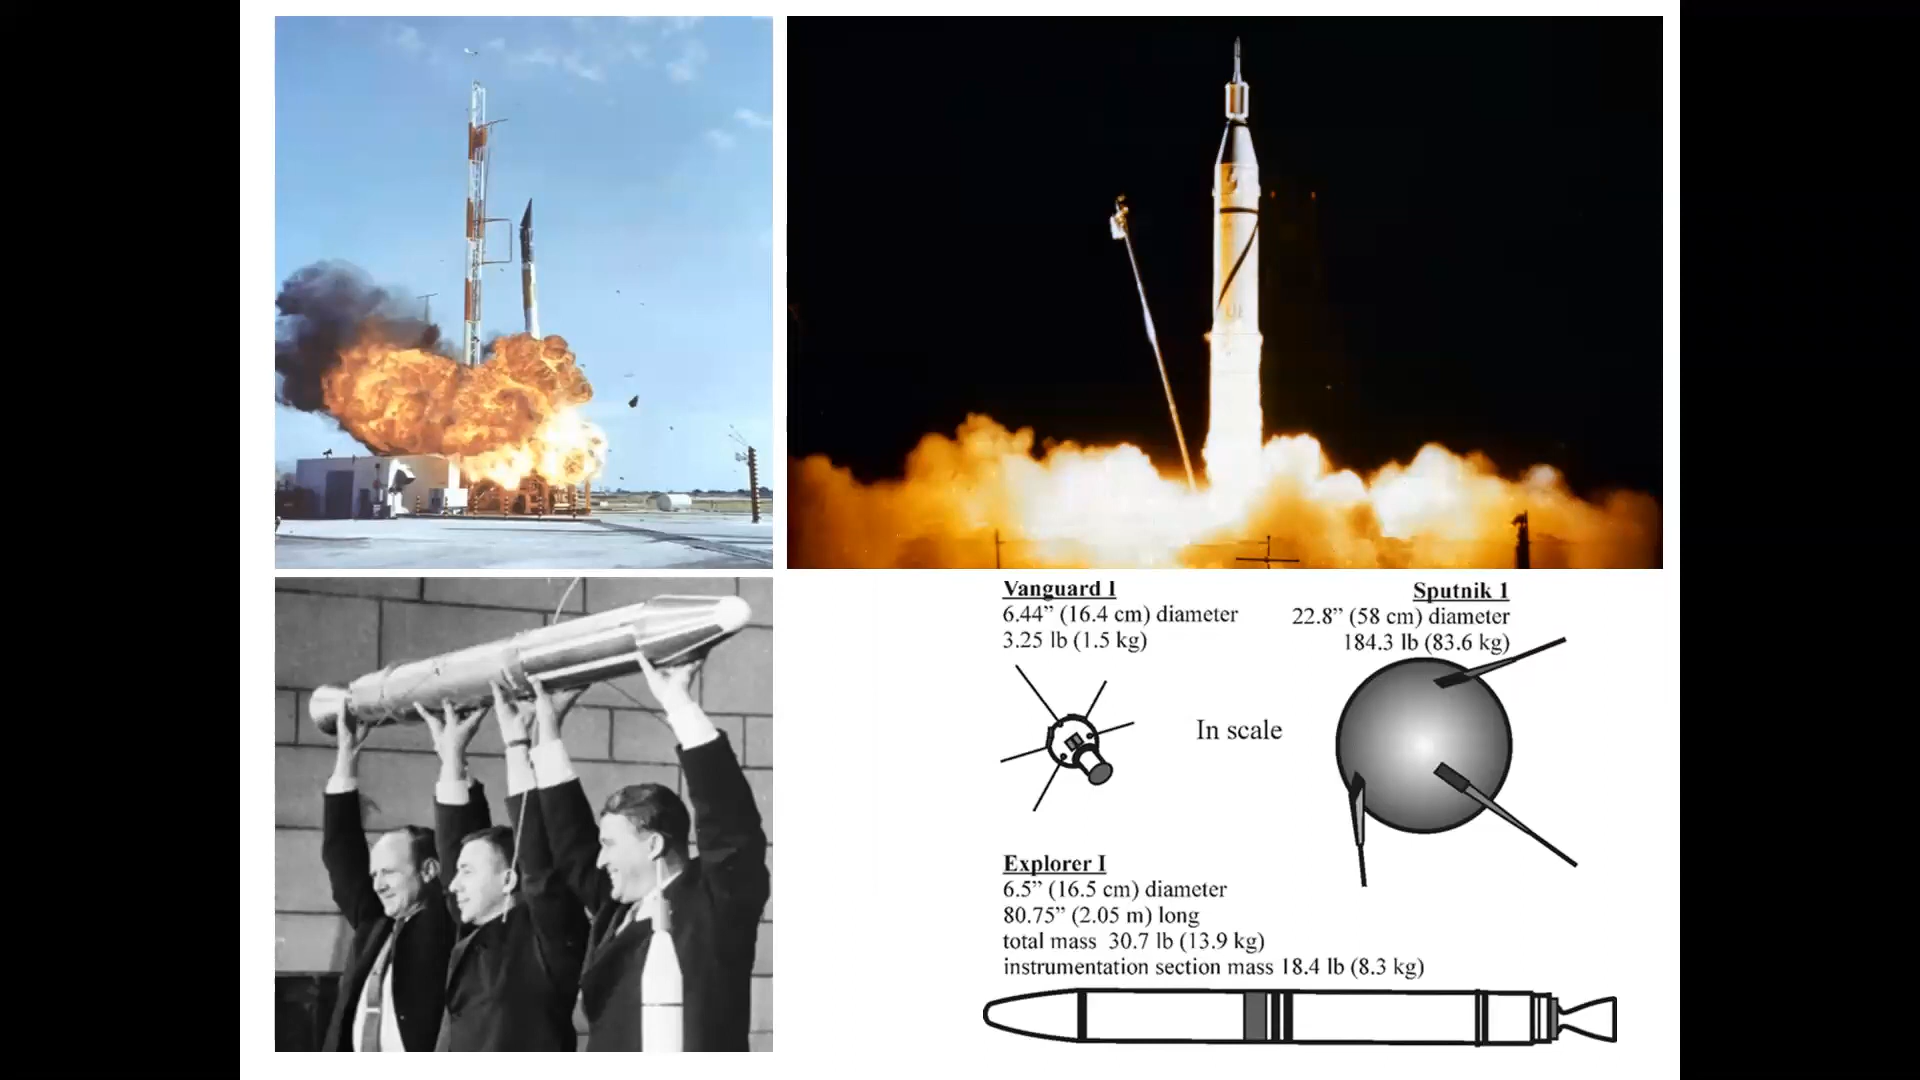 Vanguard I
6.44” (16.4 cm) diameter
3.25 lb (1.5 kg)
Sputnik 1
22.8” (58 cm) diameter
184.3 lb (83.6 kg)
In scale
Explorer I
6.5” (16.5 cm) diameter
80.75” (2.05 m) long
total mass 30.7 lb (13.9 kg)
instrumentation section mass 18.4 lb (8.3 kg)